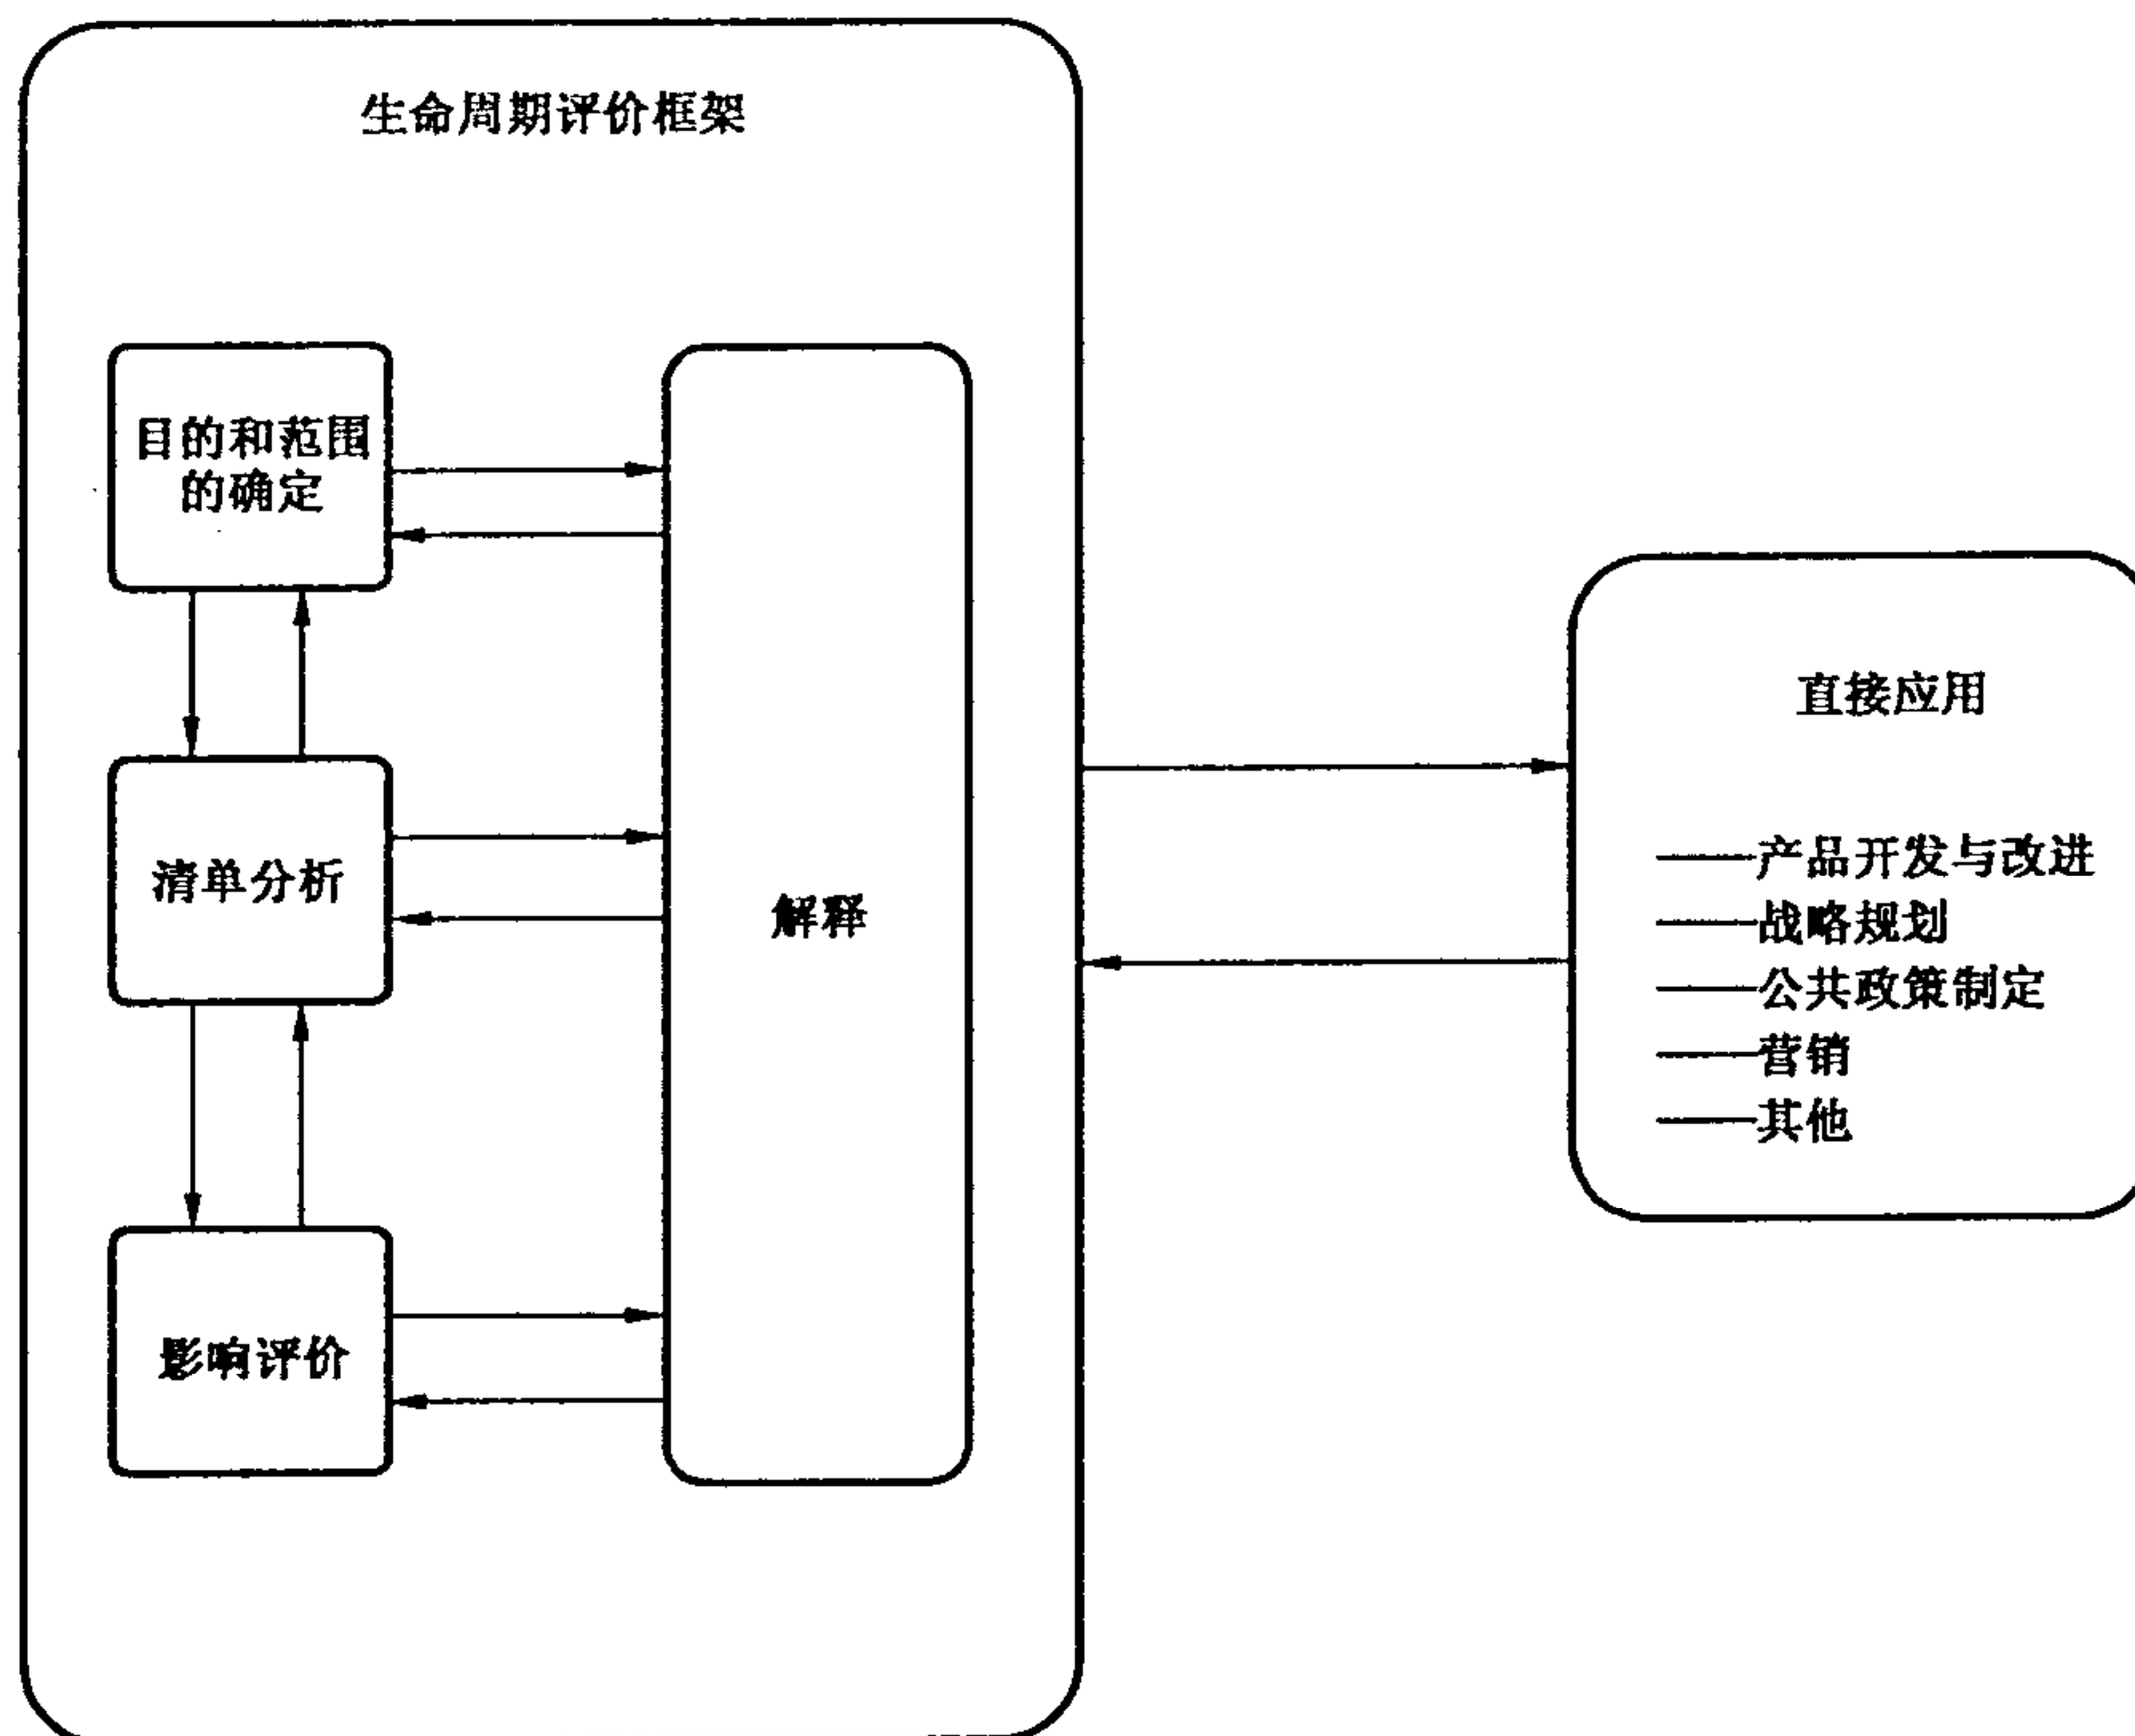 生命周期评价框架
目的和范围
的确定
清单分析
影响评价
解释
直接应用
——产品开发与改进
——战略规划
——公共政策制定
——营销
——其他